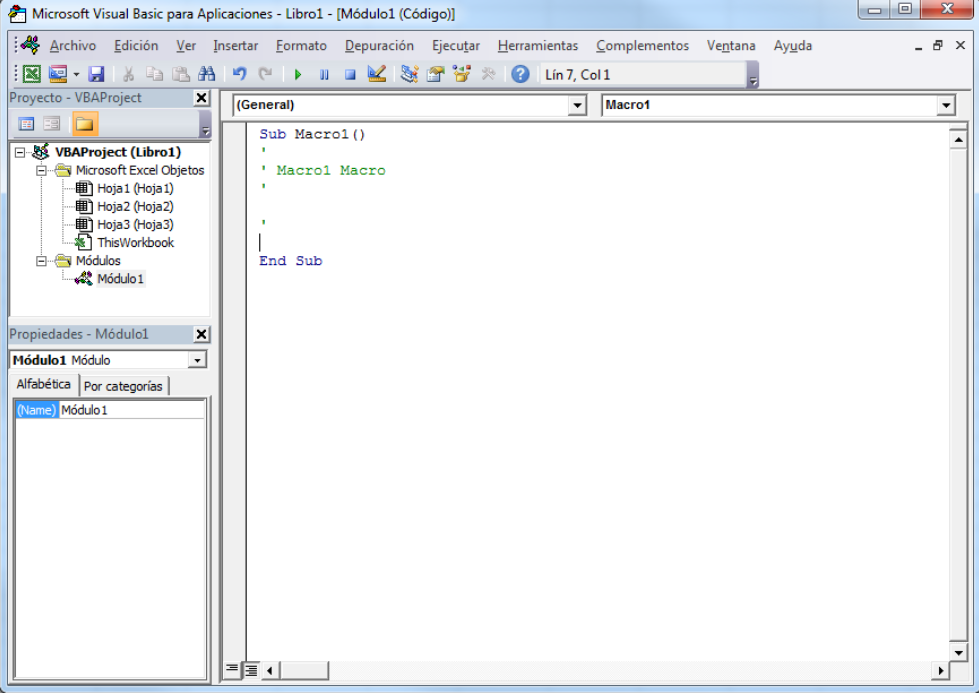 Microsoft Visual Basic para Aplicaciones - Libro1 - [Módulo1 (Código)]
Archivo Edición Ver Insertar Formato Depuración Ejecutar Herramientas Complementos Ventana Ayuda
Lín 7, Col 1
Proyecto - VBAProject
VBAProject (Libro1)
Microsoft Excel Objetos
Hoja1 (Hoja1)
Hoja2 (Hoja2)
Hoja3 (Hoja3)
ThisWorkbook
Módulos
Módulo1
Propiedades - Módulo1
Módulo1 Módulo
Alfabética Por categorías
(Name) Módulo1
(General) Macro1
Sub Macro1()
'
' Macro1 Macro
'
'
End Sub